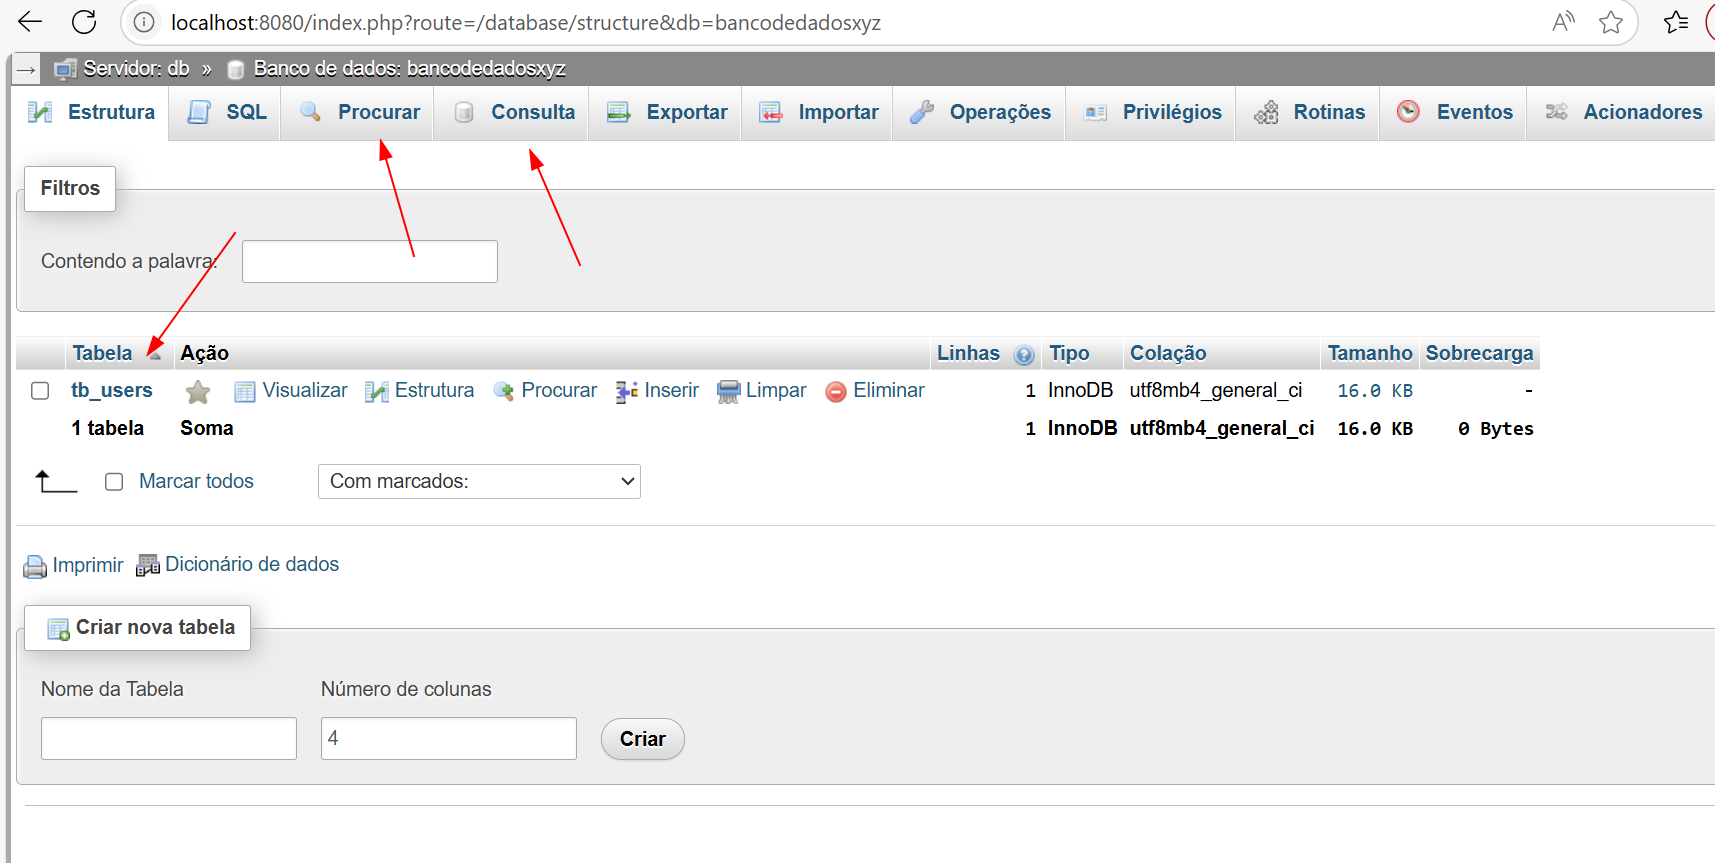 localhost:8080/index.php?route=/database/structure&db=bancodedadosxyz
Servidor: db » Banco de dados: bancodedadosxyz
Estrutura SQL Procurar Consulta Exportar Importar Operações Privilégios Rotinas Eventos Acionadores
Filtros
Contendo a palavra:
Tabela Ação Linhas Tipo Colação Tamanho Sobrecarga
tb_users Visualizar Estrutura Procurar Inserir Limpar Eliminar 1 InnoDB utf8mb4_general_ci 16.0 KB -
1 tabela Soma 1 InnoDB utf8mb4_general_ci 16.0 KB 0 Bytes
Marcar todos Com marcados:
Imprimir Dicionário de dados
Criar nova tabela
Nome da Tabela Número de colunas
4 Criar